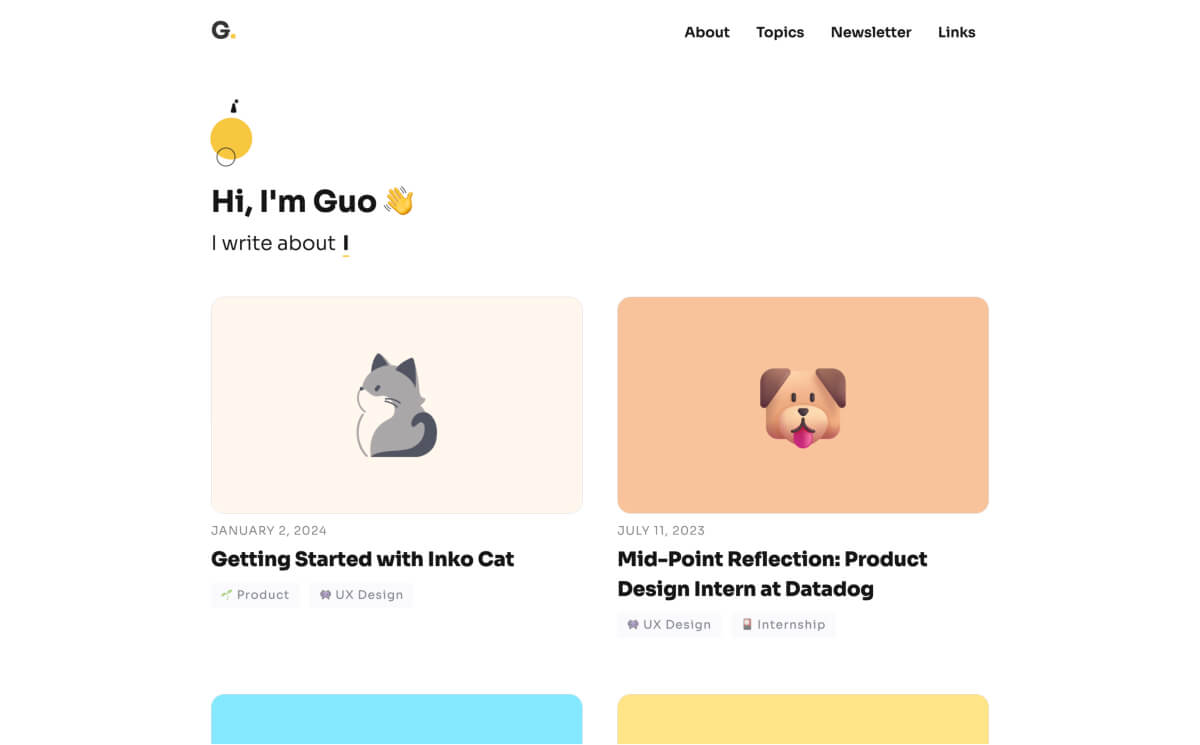 G.
About Topics Newsletter Links
Hi, I'm Guo 👋
I write about I
JANUARY 2, 2024
Getting Started with Inko Cat
🌱 Product UX Design
JULY 11, 2023
Mid-Point Reflection: Product
Design Intern at Datadog
UX Design 🎴 Internship